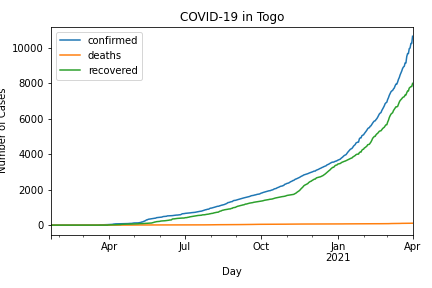 COVID-19 in Togo
confirmed
deaths
recovered
10000
8000
6000
4000
2000
0
Number of Cases
Apr
Jul
Oct
Jan
2021
Apr
Day